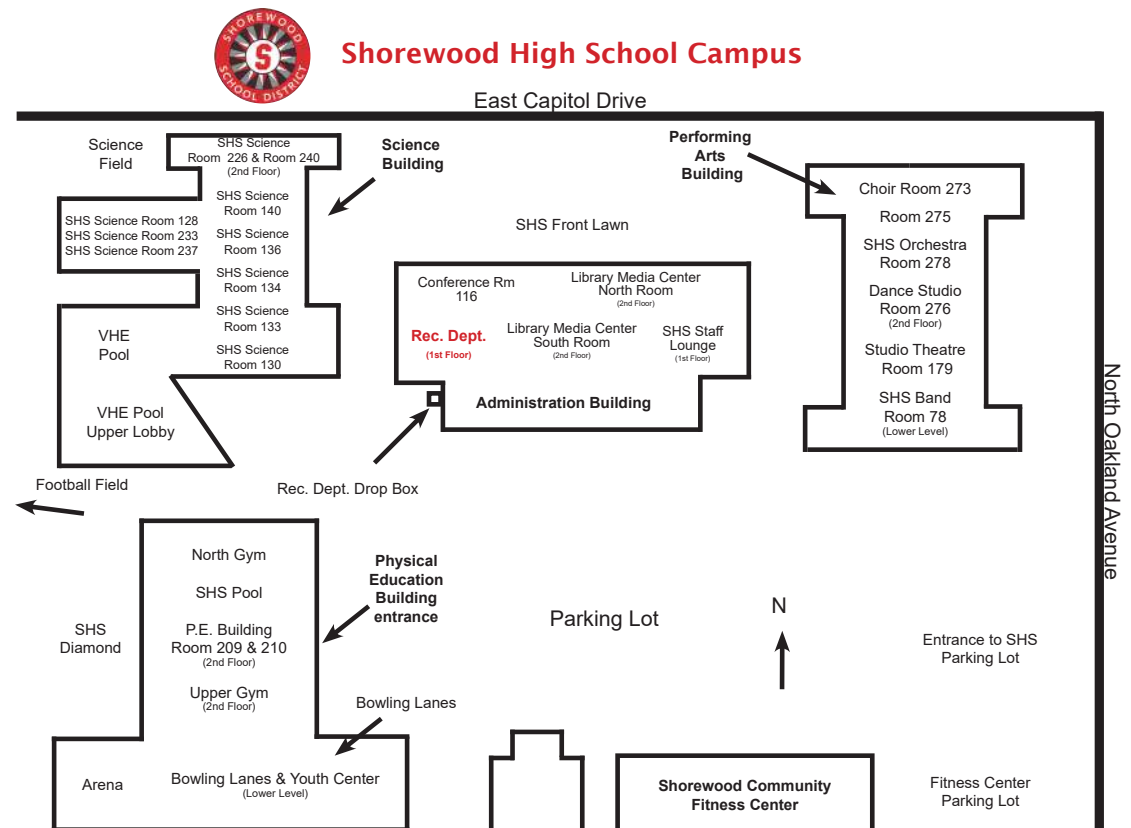 SHOREWOOD
SCHOOL DISTRICT
S
Shorewood High School Campus
East Capitol Drive
Science
Field
SHS Science
Room 226 & Room 240
(2nd Floor)
SHS Science
Room 140
SHS Science Room 128
SHS Science Room 233
SHS Science Room 237
SHS Science
Room 136
SHS Science
Room 134
SHS Science
Room 133
SHS Science
Room 130
VHE
Pool
VHE Pool
Upper Lobby
Science
Building
Performing
Arts
Building
SHS Front Lawn
Conference Rm
116
Library Media Center
North Room
(2nd Floor)
Rec. Dept.
(1st Floor)
Library Media Center
South Room
(2nd Floor)
SHS Staff
Lounge
(1st Floor)
Administration Building
Choir Room 273
Room 275
SHS Orchestra
Room 278
Dance Studio
Room 276
(2nd Floor)
Studio Theatre
Room 179
SHS Band
Room 78
(Lower Level)
North Oakland Avenue
Football Field
Rec. Dept. Drop Box
North Gym
SHS Pool
P.E. Building
Room 209 & 210
(2nd Floor)
Upper Gym
(2nd Floor)
SHS
Diamond
Physical
Education
Building
entrance
Bowling Lanes
Arena
Bowling Lanes & Youth Center
(Lower Level)
Parking Lot
N
Entrance to SHS
Parking Lot
Shorewood Community
Fitness Center
Fitness Center
Parking Lot